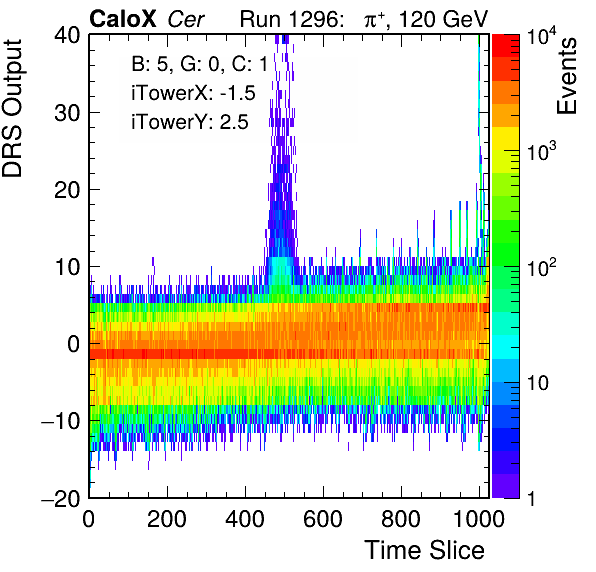 CaloX Cer Run 1296: π+, 120 GeV
B: 5, G: 0, C: 1
iTowerX: -1.5
iTowerY: 2.5
DRS Output
40
30
20
10
0
−10
−20
0 200 400 600 800 1000
Time Slice
Events
10⁴
10³
10²
10
1